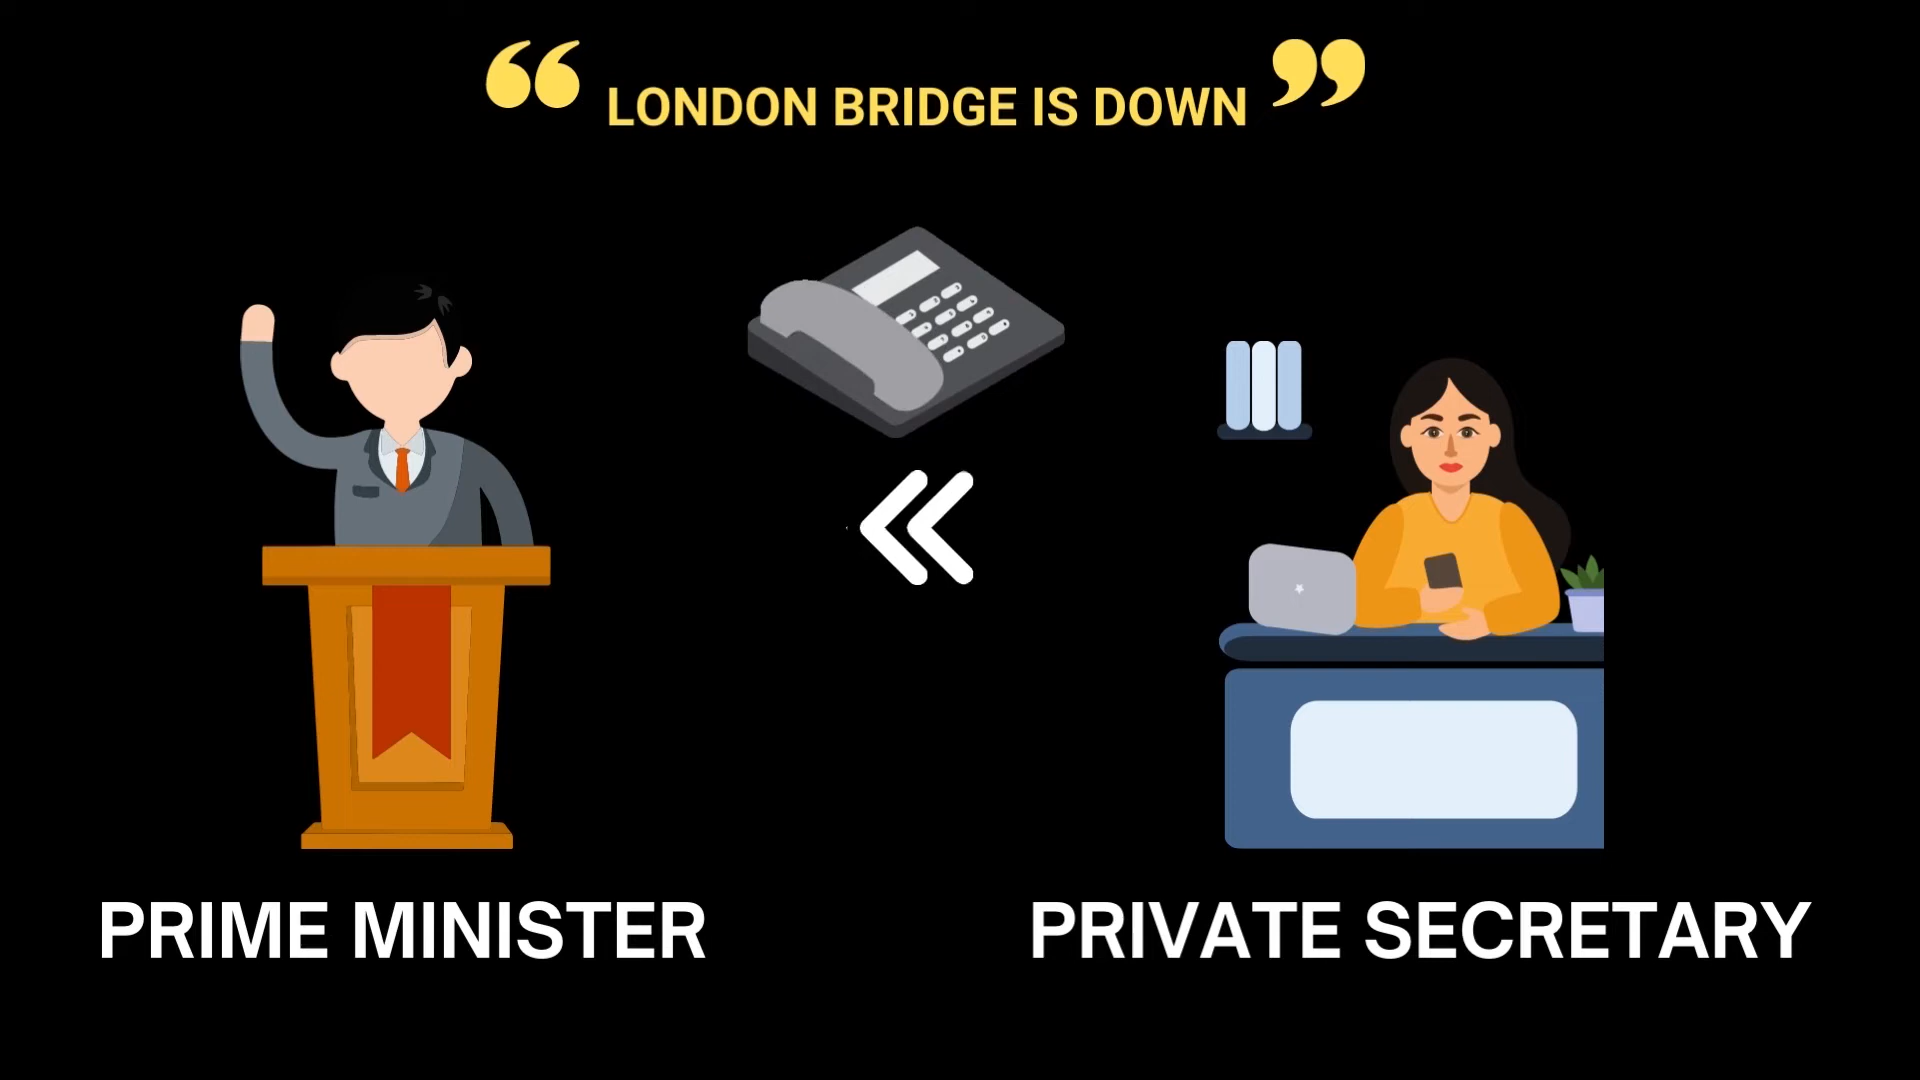 “ LONDON BRIDGE IS DOWN ”
PRIME MINISTER
PRIVATE SECRETARY